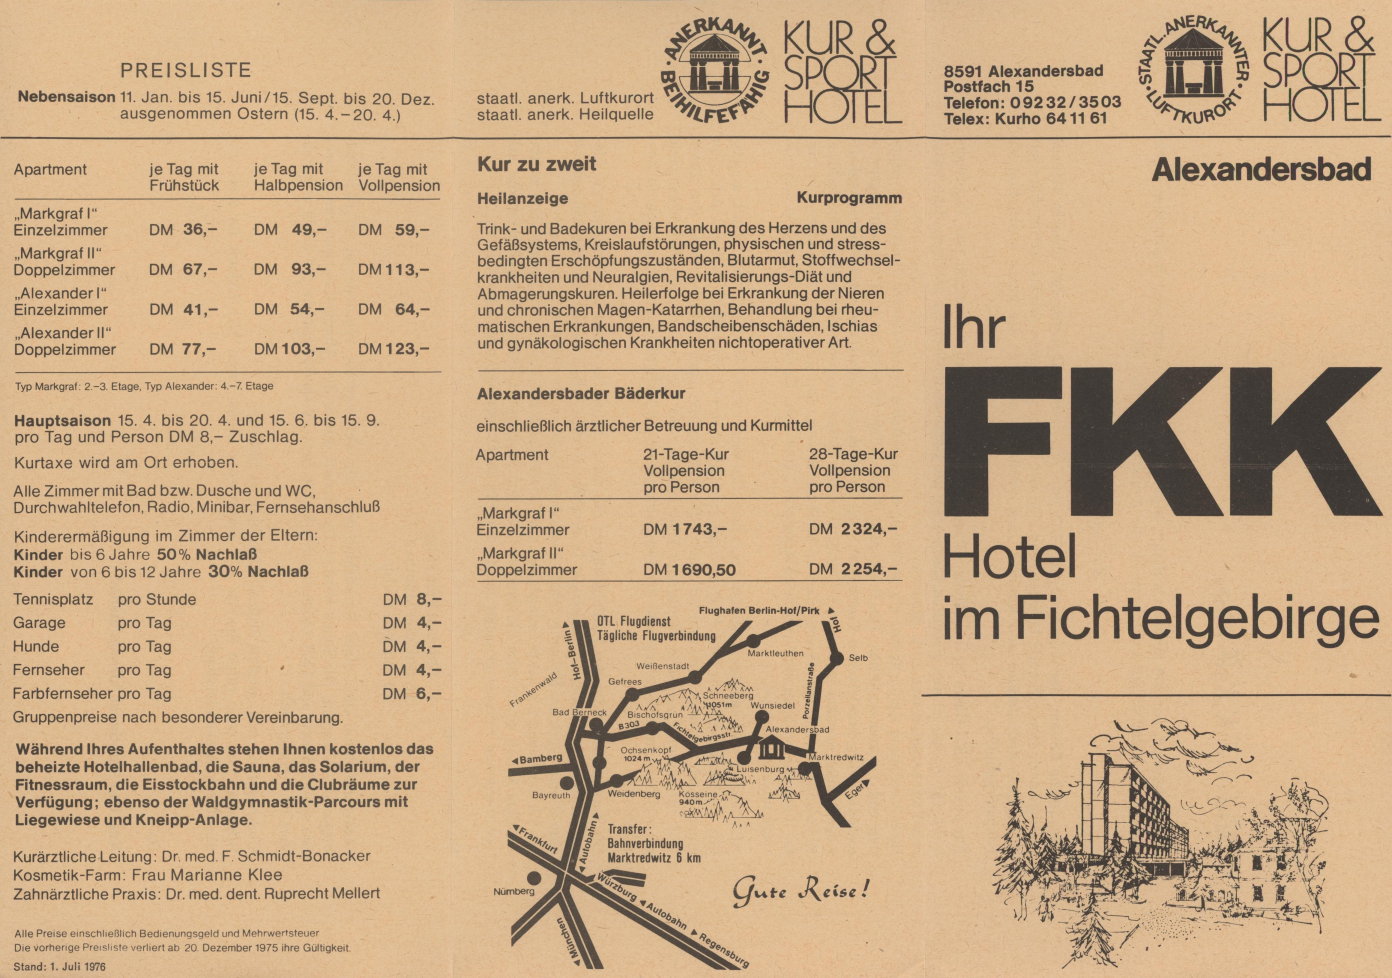 PREISLISTE
Nebensaison 11. Jan. bis 15. Juni/15. Sept. bis 20. Dez.
ausgenommen Ostern (15. 4.–20. 4.)
Apartment je Tag mit Frühstück je Tag mit Halbpension je Tag mit Vollpension
„Markgraf I“
Einzelzimmer DM 36,– DM 49,– DM 59,–
„Markgraf II“
Doppelzimmer DM 67,– DM 93,– DM 113,–
„Alexander I“
Einzelzimmer DM 41,– DM 54,– DM 64,–
„Alexander II“
Doppelzimmer DM 77,– DM 103,– DM 123,–
Typ Markgraf: 2.–3. Etage, Typ Alexander: 4.–7. Etage
Hauptsaison 15. 4. bis 20. 4. und 15. 6. bis 15. 9.
pro Tag und Person DM 8,– Zuschlag.
Kurtaxe wird am Ort erhoben.
Alle Zimmer mit Bad bzw. Dusche und WC,
Durchwahltelefon, Radio, Minibar, Fernsehanschluß
Kinderermäßigung im Zimmer der Eltern:
Kinder bis 6 Jahre 50% Nachlaß
Kinder von 6 bis 12 Jahre 30% Nachlaß
Tennisplatz pro Stunde DM 8,–
Garage pro Tag DM 4,–
Hunde pro Tag DM 4,–
Fernseher pro Tag DM 4,–
Farbfernseher pro Tag DM 6,–
Gruppenpreise nach besonderer Vereinbarung.
Während Ihres Aufenthaltes stehen Ihnen kostenlos das
beheizte Hotelhallenbad, die Sauna, das Solarium, der
Fitnessraum, die Eisstockbahn und die Clubräume zur
Verfügung; ebenso der Waldgymnastik-Parcours mit
Liegewiese und Kneipp-Anlage.
Kurärztliche Leitung: Dr. med. F. Schmidt-Bonacker
Kosmetik-Farm: Frau Marianne Klee
Zahnärztliche Praxis: Dr. med. dent. Ruprecht Mellert
Alle Preise einschließlich Bedienungsgeld und Mehrwertsteuer
Die vorherige Preisliste verliert ab 20. Dezember 1975 ihre Gültigkeit.
Stand: 1. Juli 1976
staatl. anerk. Luftkurort
staatl. anerk. Heilquelle
ANERKANNT
BEIHILFEFÄHIG
KUR &
SPORT
HOTEL
Kur zu zweit
Heilanzeige Kurprogramm
Trink- und Badekuren bei Erkrankung des Herzens und des
Gefäßsystems, Kreislaufstörungen, physischen und stress-
bedingten Erschöpfungszuständen, Blutarmut, Stoffwechsel-
krankheiten und Neuralgien, Revitalisierungs-Diät und
Abmagerungskuren. Heilerfolge bei Erkrankung der Nieren
und chronischen Magen-Katarrhen, Behandlung bei rheu-
matischen Erkrankungen, Bandscheibenschäden, Ischias
und gynäkologischen Krankheiten nichtoperativer Art.
Alexandersbader Bäderkur
einschließlich ärztlicher Betreuung und Kurmittel
Apartment 21-Tage-Kur 28-Tage-Kur
Vollpension Vollpension
pro Person pro Person
„Markgraf I“
Einzelzimmer DM 1743,– DM 2324,–
„Markgraf II“
Doppelzimmer DM 1690,50 DM 2254,–
Flughafen Berlin-Hof/Pirk
OTL Flugdienst
Tägliche Flugverbindung
Hof–Berlin
Hof
Marktleuthen
Selb
Weißenstadt
Frankenwald
Gefrees
Schneeberg
1051m
Porzellanstraße
Wunsiedel
Bad Berneck
Bischofsgrün
B 303
Fichtelgebirgsstr.
Alexandersbad
Ochsenkopf
1024 m
Marktredwitz
Bamberg
Luisenburg
Bayreuth
Weidenberg
Kösseine
940 m
Eger
Frankfurt
Autobahn
Transfer:
Bahnverbindung
Marktredwitz 6 km
Nürnberg
Würzburg
Autobahn
Regensburg
München
Gute Reise!
8591 Alexandersbad
Postfach 15
Telefon: 0 92 32 / 35 03
Telex: Kurho 64 11 61
STAATL. ANERKANNTER
LUFTKURORT
KUR &
SPORT
HOTEL
Alexandersbad
Ihr
FKK
Hotel
im Fichtelgebirge